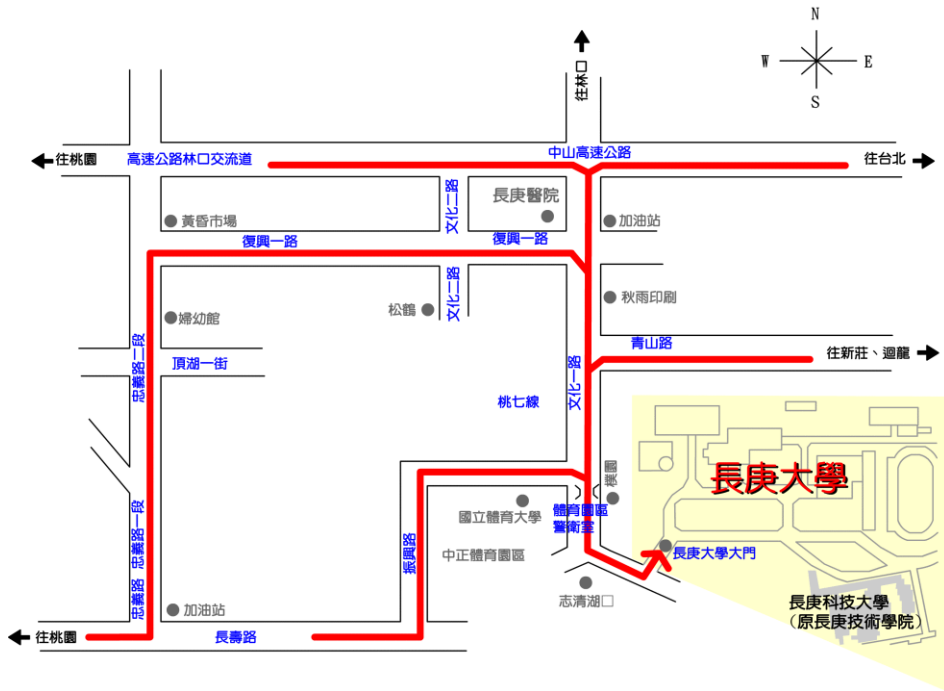 N
W
E
S
往林口
往桃園
高速公路林口交流道
中山高速公路
往台北
文化二路
長庚醫院
黃昏市場
加油站
復興一路
復興一路
文化二路
松鶴
秋雨印刷
婦幼館
忠義路二段
頂湖一街
青山路
往新莊、迴龍
文化一路
桃七線
長庚大學
樸園
國立體育大學
體育園區
警衛室
忠義路一段
振興路
中正體育園區
長庚大學大門
忠義路
加油站
志清湖□
長庚科技大學
(原長庚技術學院)
往桃園
長壽路